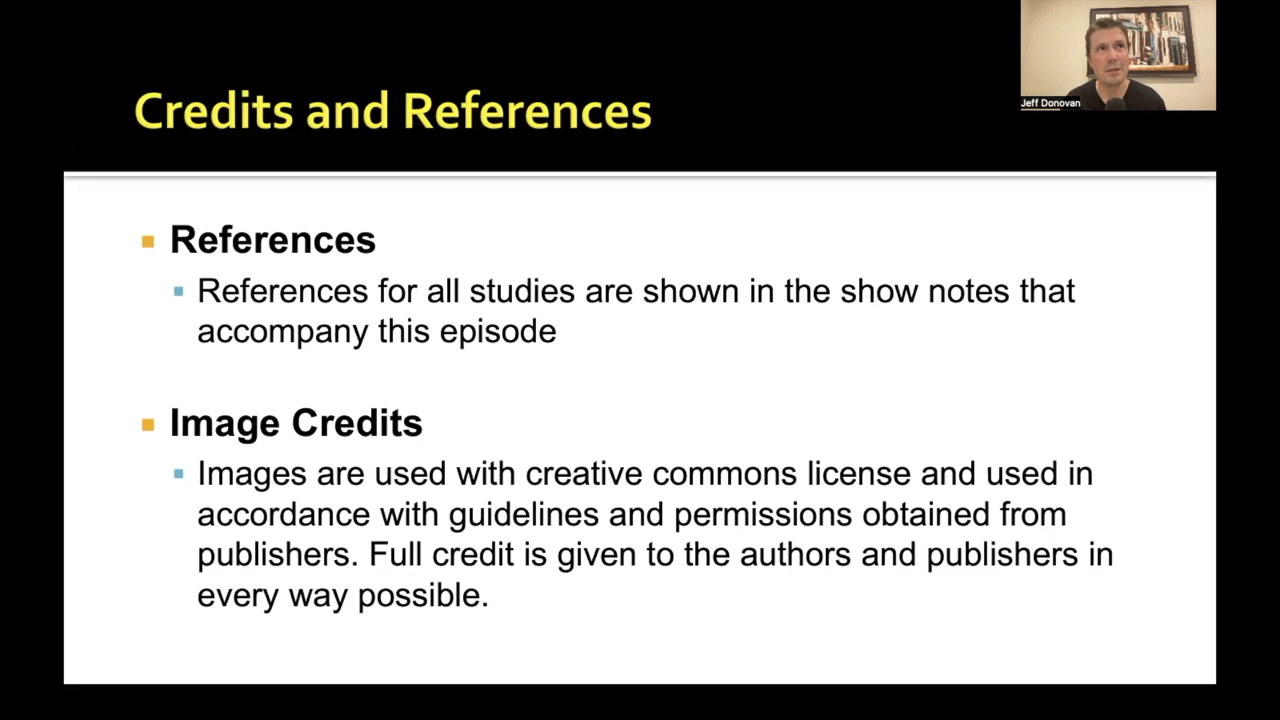 Jeff Donovan
Credits and References
References
References for all studies are shown in the show notes that
accompany this episode
Image Credits
Images are used with creative commons license and used in
accordance with guidelines and permissions obtained from
publishers. Full credit is given to the authors and publishers in
every way possible.